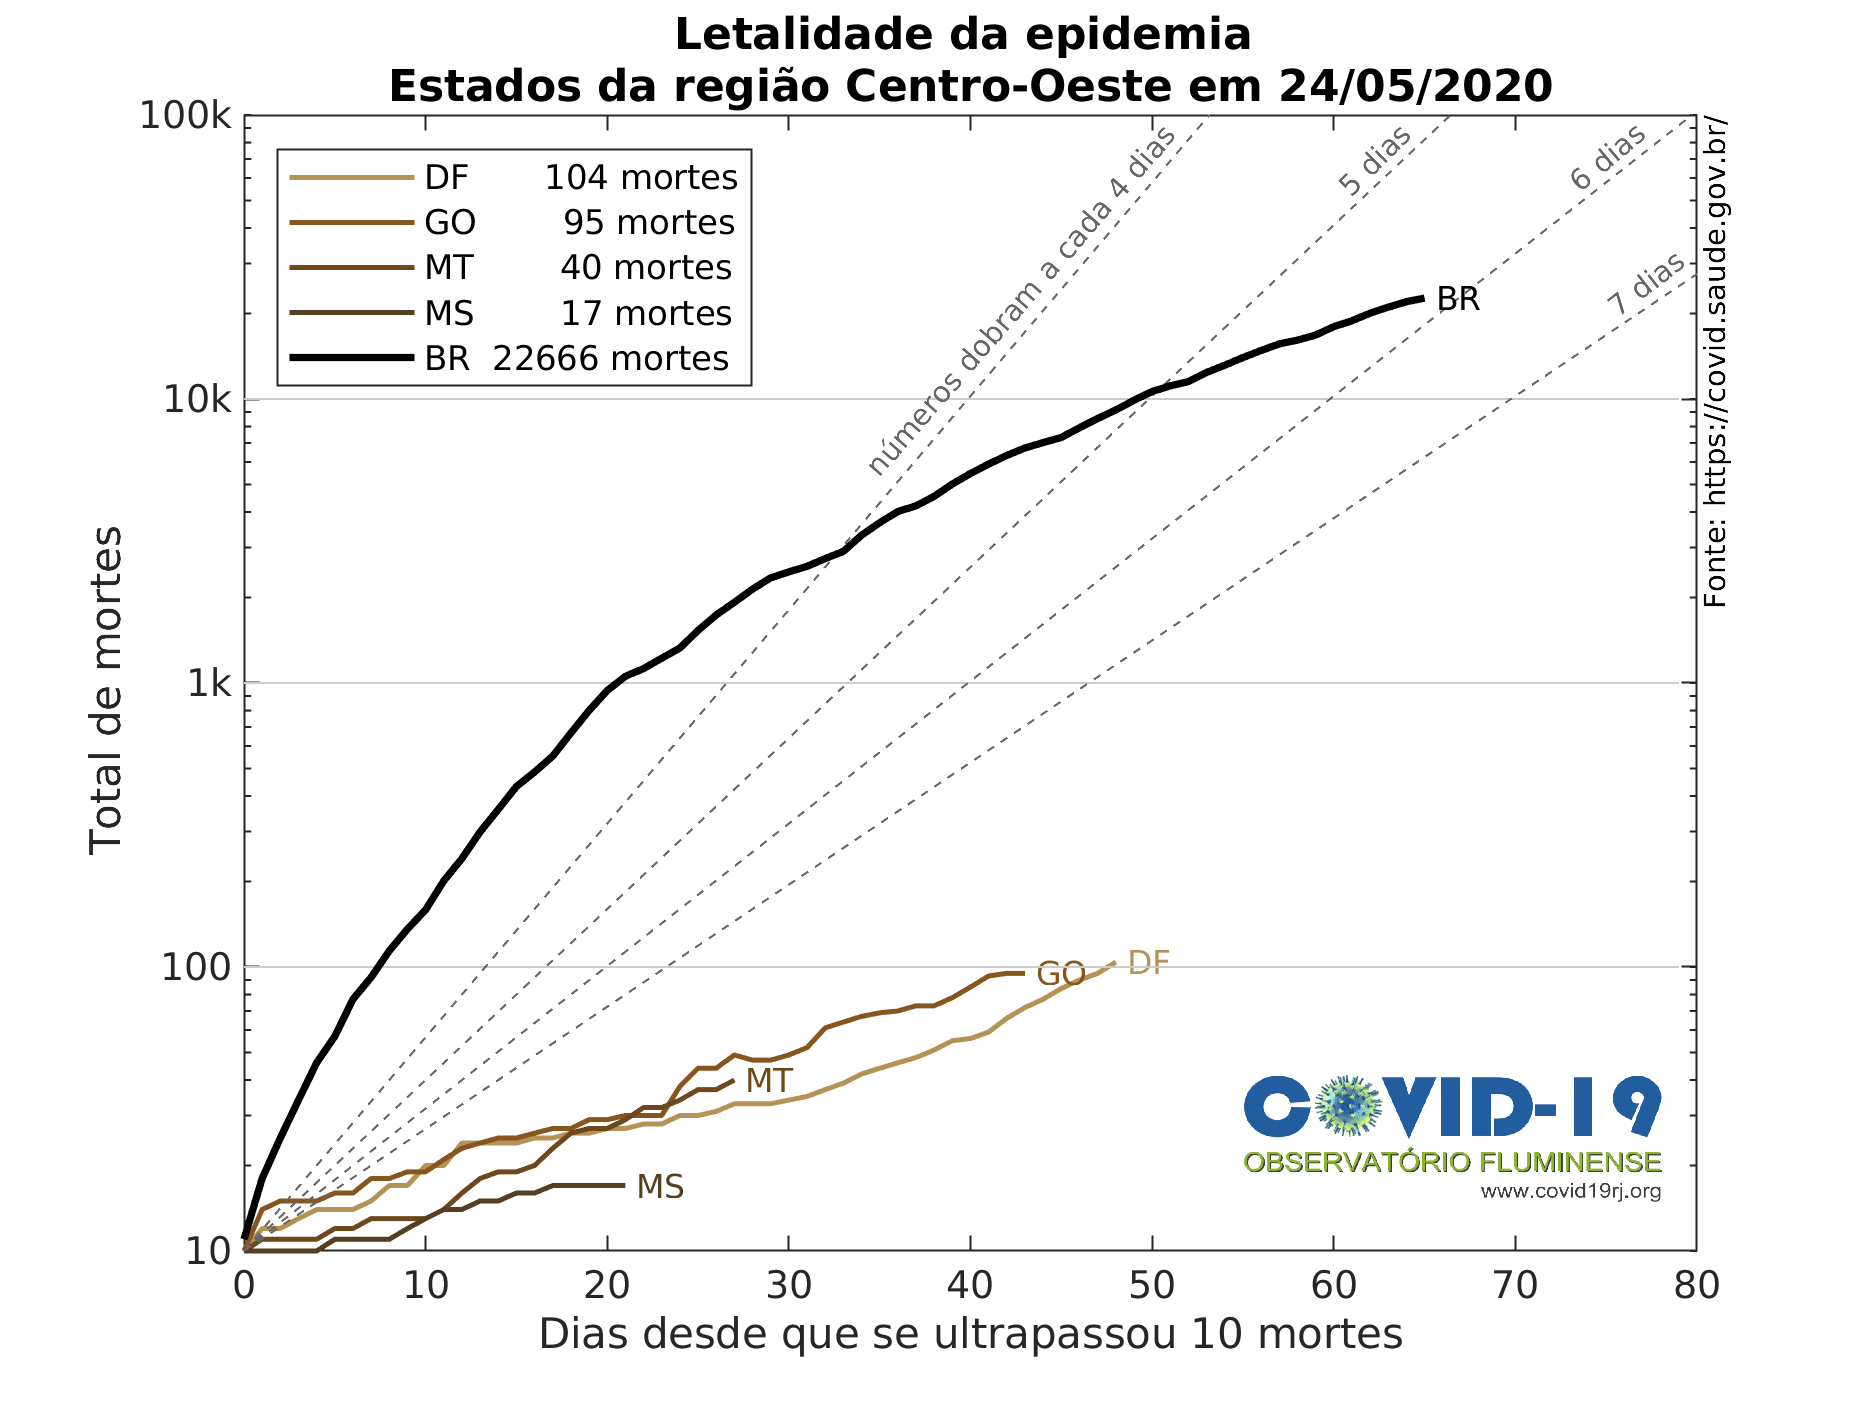 Letalidade da epidemia
Estados da região Centro-Oeste em 24/05/2020
100k
10k
1k
100
10
Total de mortes
DF 104 mortes
GO 95 mortes
MT 40 mortes
MS 17 mortes
BR 22666 mortes
números dobram a cada 4 dias
5 dias
6 dias
7 dias
BR
GO
DF
MT
MS
Fonte: https://covid.saude.gov.br/
COVID-19
OBSERVATÓRIO FLUMINENSE
www.covid19rj.org
0 10 20 30 40 50 60 70 80
Dias desde que se ultrapassou 10 mortes